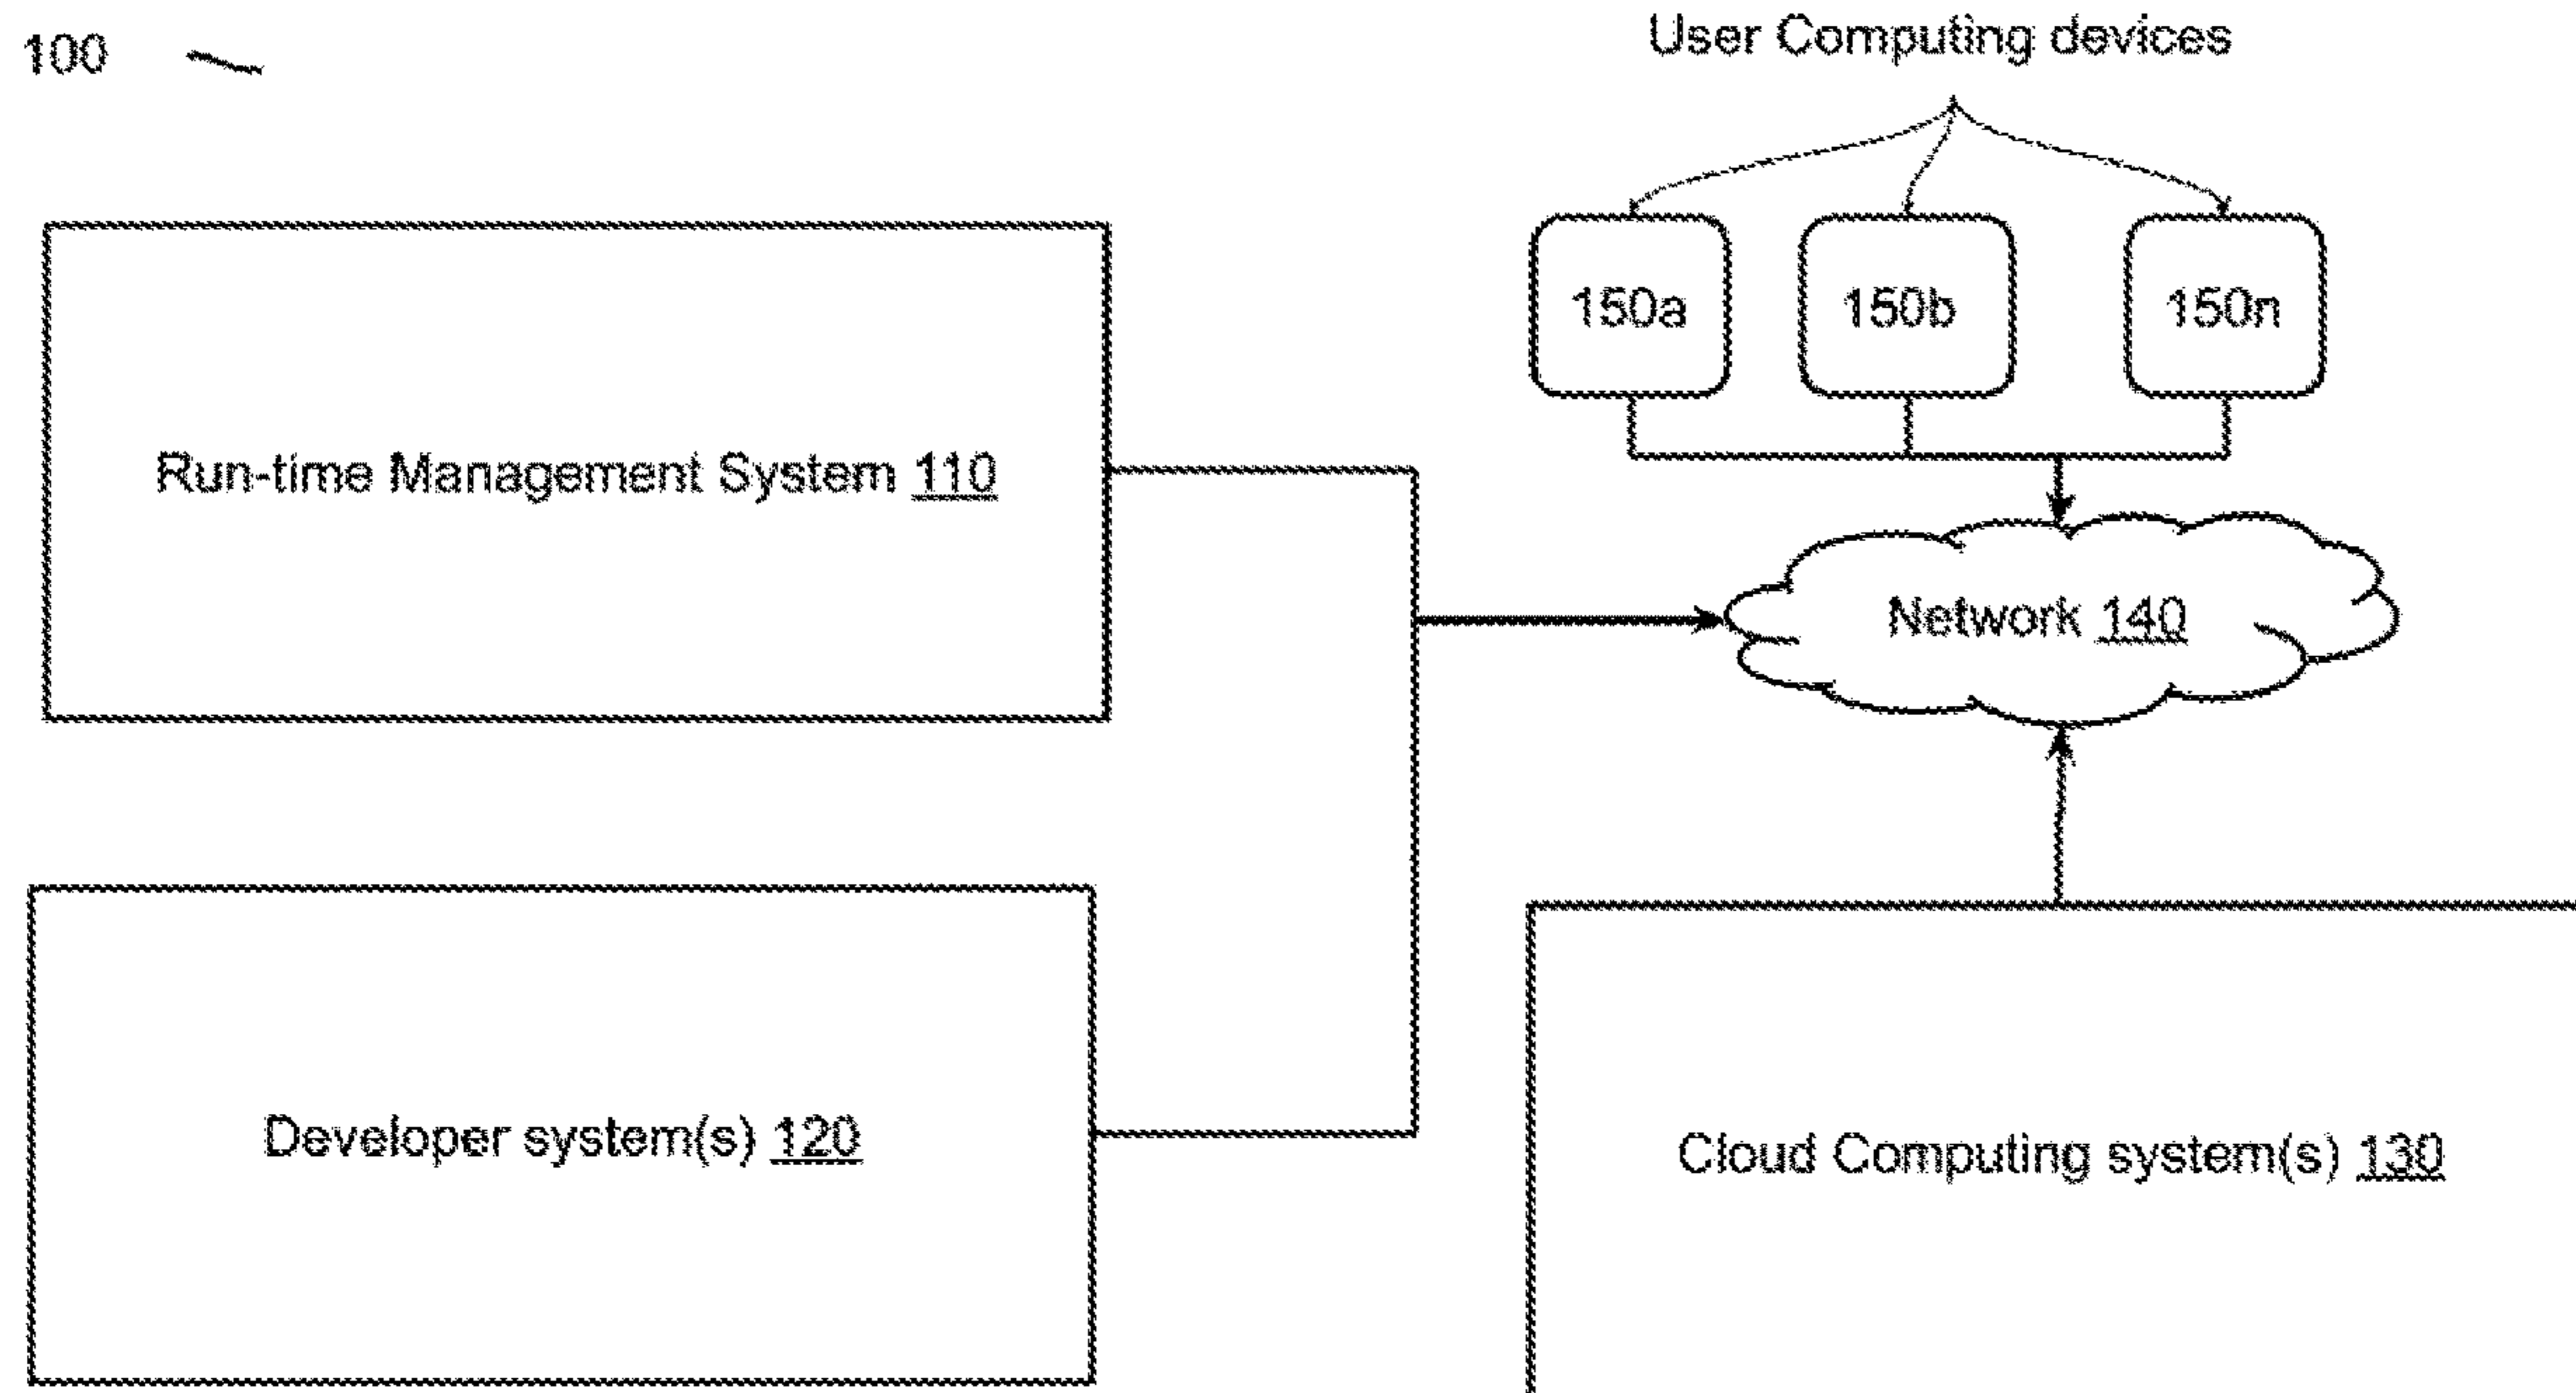 100
User Computing devices
150a
150b
150n
Run-time Management System 110
Network 140
Developer system(s) 120
Cloud Computing system(s) 130